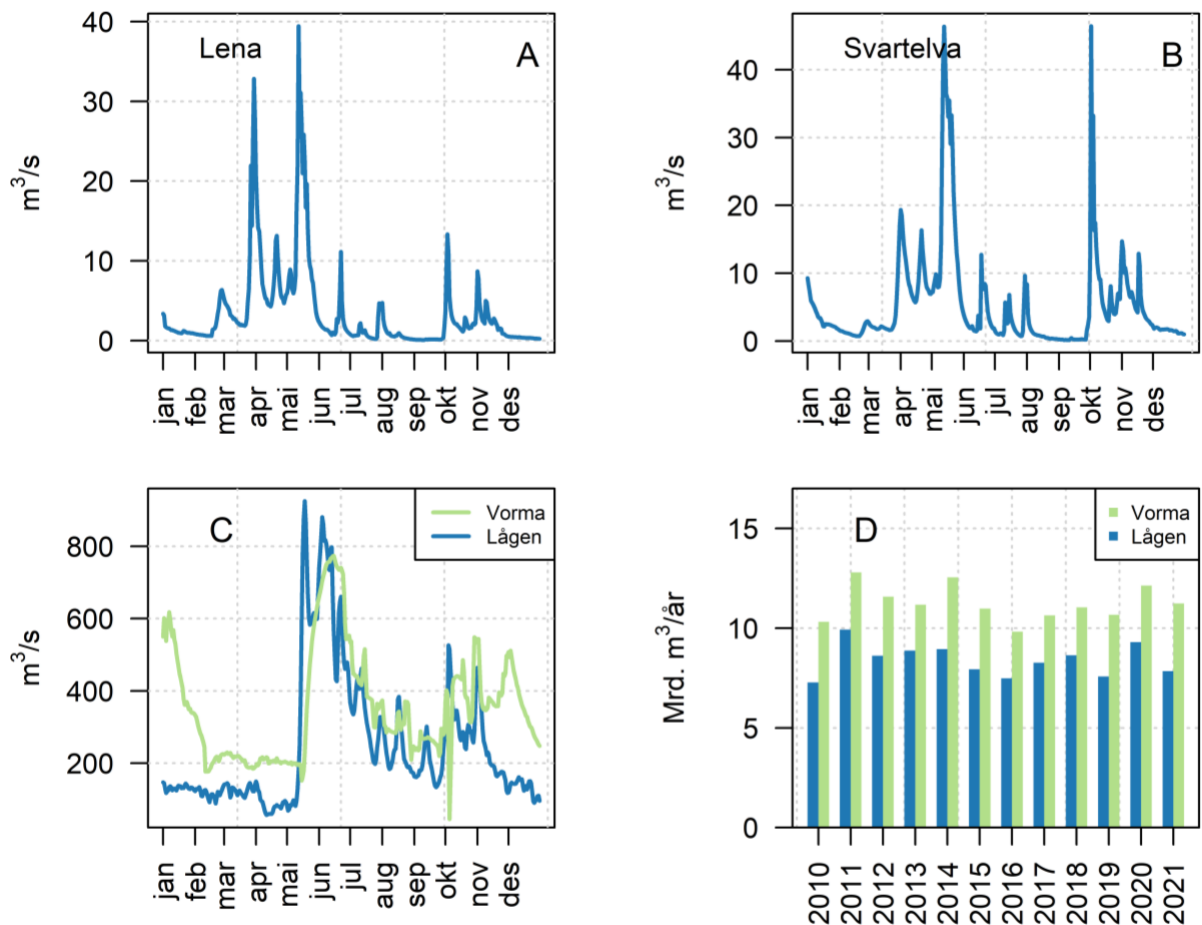 Lena
A
m³/s
40
30
20
10
0
jan
feb
mar
apr
mai
jun
jul
aug
sep
okt
nov
des
Svartelva
B
m³/s
40
30
20
10
0
jan
feb
mar
apr
mai
jun
jul
aug
sep
okt
nov
des
C
Vorma
Lågen
m³/s
800
600
400
200
jan
feb
mar
apr
mai
jun
jul
aug
sep
okt
nov
des
D
Vorma
Lågen
Mrd. m³/år
15
10
5
0
2010
2011
2012
2013
2014
2015
2016
2017
2018
2019
2020
2021